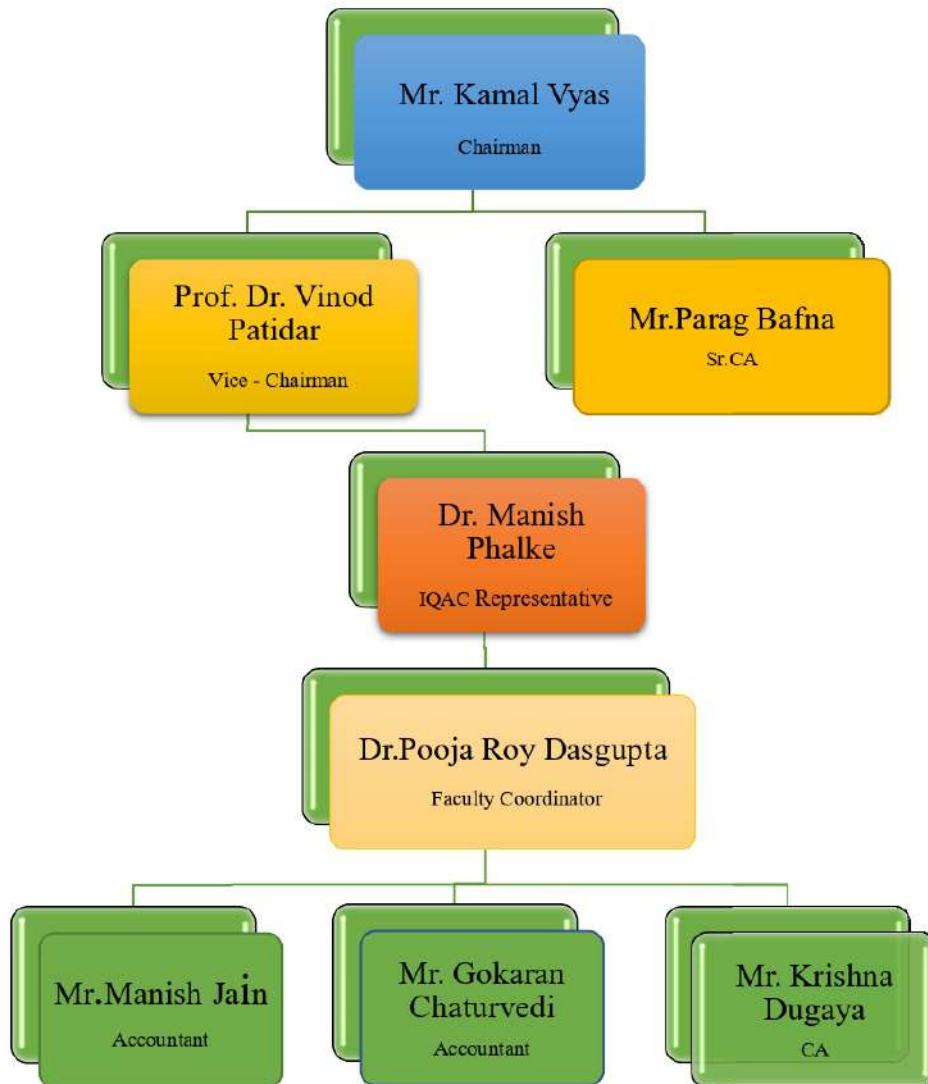 Mr. Kamal Vyas
Chairman
Prof. Dr. Vinod
Patidar
Vice - Chairman
Mr.Parag Bafna
Sr.CA
Dr. Manish
Phalke
IQAC Representative
Dr.Pooja Roy Dasgupta
Faculty Coordinator
Mr.Manish Jain
Accountant
Mr. Gokaran
Chaturvedi
Accountant
Mr. Krishna
Dugaya
CA